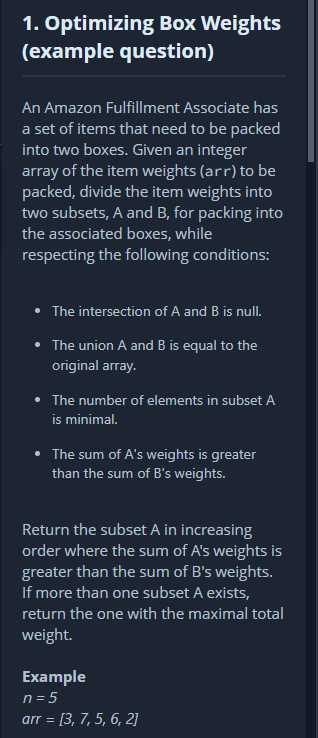 1. Optimizing Box Weights
(example question)
An Amazon Fulfillment Associate has
a set of items that need to be packed
into two boxes. Given an integer
array of the item weights (arr) to be
packed, divide the item weights into
two subsets, A and B, for packing into
the associated boxes, while
respecting the following conditions:
• The intersection of A and B is null.
• The union A and B is equal to the
original array.
• The number of elements in subset A
is minimal.
• The sum of A's weights is greater
than the sum of B's weights.
Return the subset A in increasing
order where the sum of A's weights is
greater than the sum of B's weights.
If more than one subset A exists,
return the one with the maximal total
weight.
Example
n = 5
arr = [3, 7, 5, 6, 2]